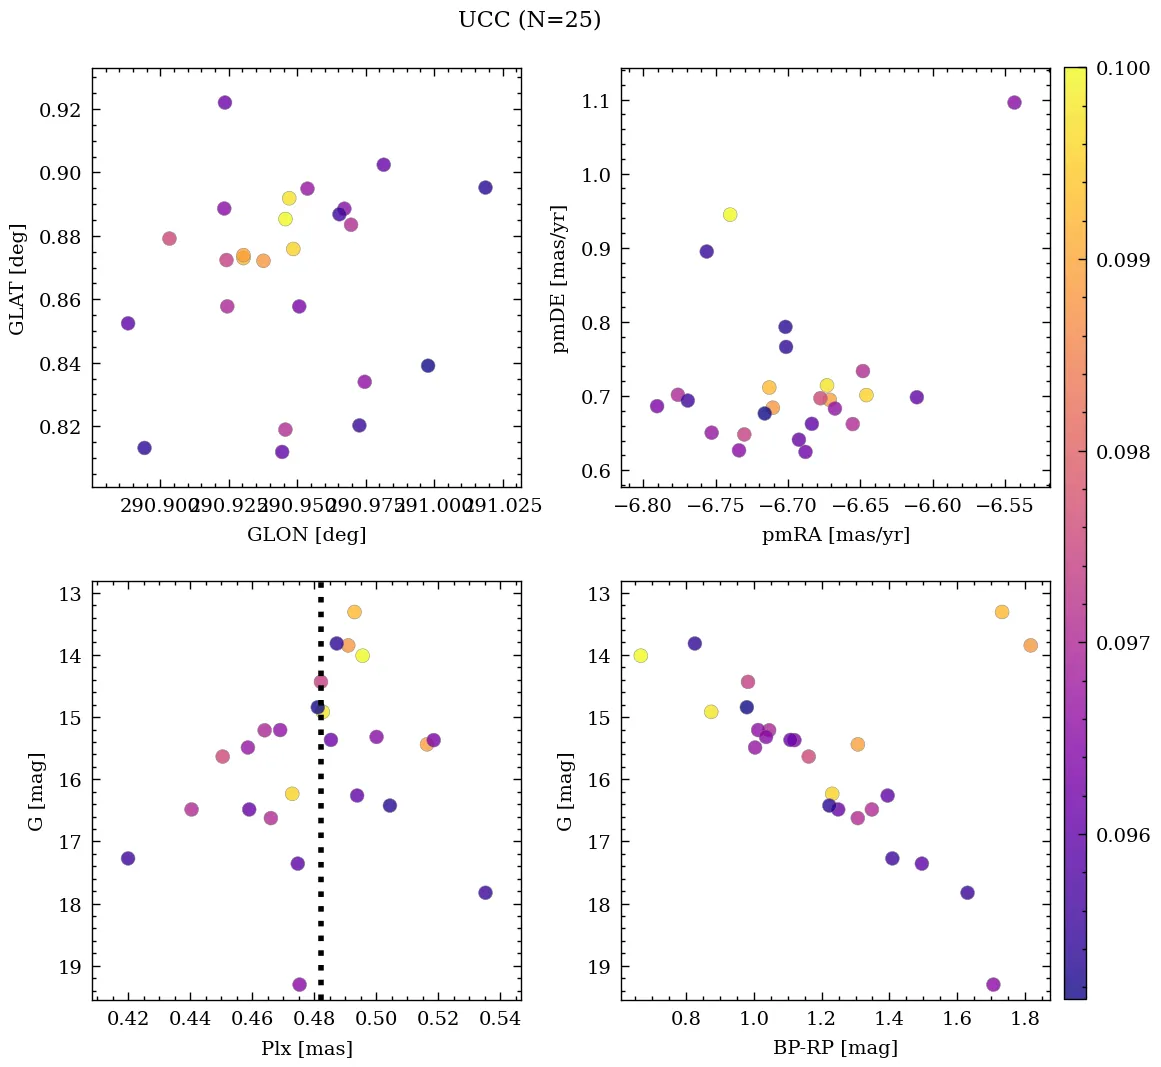 UCC (N=25)
0.92
0.90
0.88
0.86
0.84
0.82
GLAT [deg]
290.900 290.925 290.950 290.975 291.000 291.025
GLON [deg]
1.1
1.0
0.9
0.8
0.7
0.6
pmDE [mas/yr]
−6.80 −6.75 −6.70 −6.65 −6.60 −6.55
pmRA [mas/yr]
0.100
0.099
0.098
0.097
0.096
13
14
15
16
17
18
19
G [mag]
0.42 0.44 0.46 0.48 0.50 0.52 0.54
Plx [mas]
13
14
15
16
17
18
19
G [mag]
0.8 1.0 1.2 1.4 1.6 1.8
BP-RP [mag]